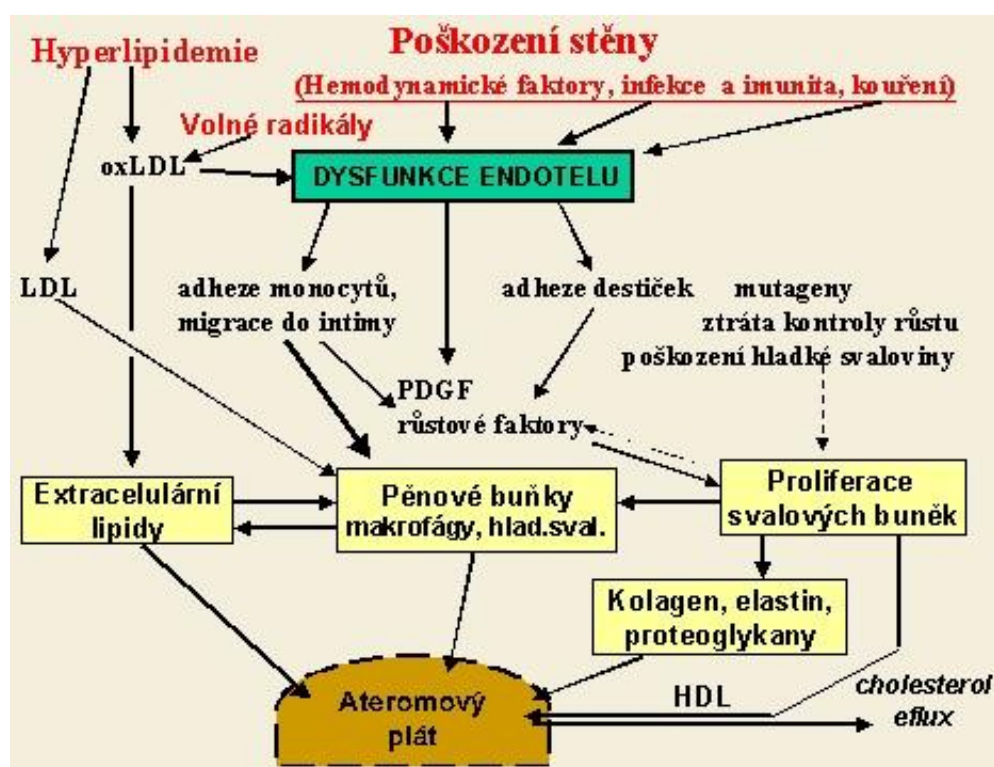 Hyperlipidemie
Poškození stěny
(Hemodynamické faktory, infekce a imunita, kouření)
Volné radikály
oxLDL
DYSFUNKCE ENDOTELU
LDL
adheze monocytů,
migrace do intimy
adheze destiček
mutageny
ztráta kontroly růstu
poškození hladké svaloviny
PDGF
růstové faktory
Extracelulární
lipidy
Pěnové buňky
makrofágy, hlad.sval.
Proliferace
svalových buněk
Kolagen, elastin,
proteoglykany
Ateromový
plát
HDL
cholesterol
eflux